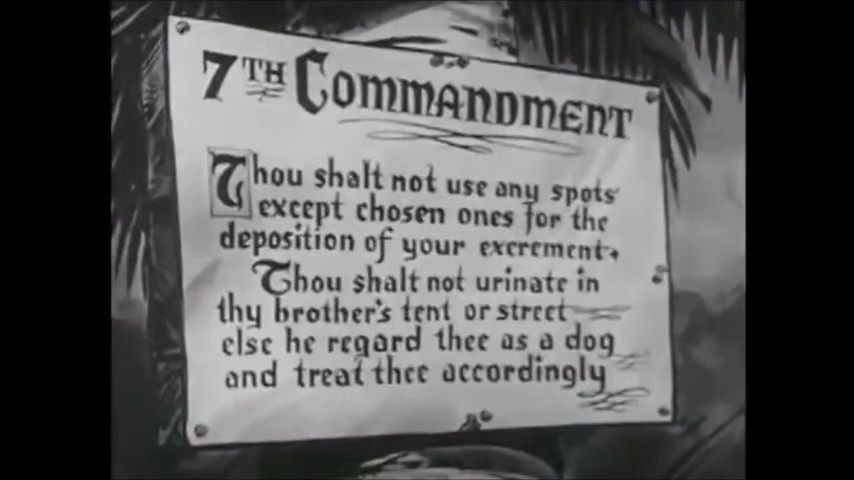 7TH COMMANDMENT
Thou shalt not use any spots
except chosen ones for the
deposition of your excrement.
Thou shalt not urinate in
thy brother's tent or street
else he regard thee as a dog
and treat thee accordingly